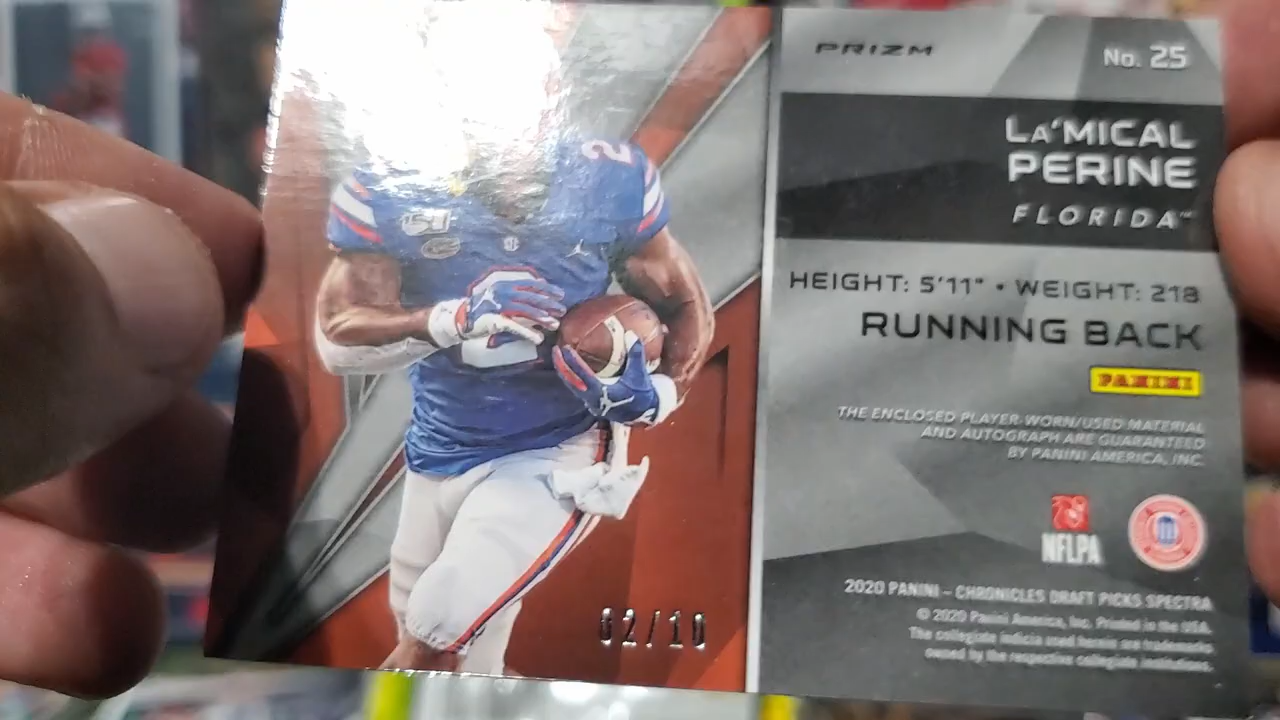 PRIZM
No. 25
LA'MICAL
PERINE
FLORIDA
HEIGHT: 5'11" • WEIGHT: 218
RUNNING BACK
PANINI
THE ENCLOSED PLAYER-WORN/USED MATERIAL
AND AUTOGRAPH ARE GUARANTEED
BY PANINI AMERICA, INC.
NFLPA
2020 PANINI – CHRONICLES DRAFT PICKS SPECTRA
© 2020 Panini America, Inc. Printed in the USA.
The collegiate indicia used herein are trademarks
owned by the respective collegiate institutions.
2
2
02/10